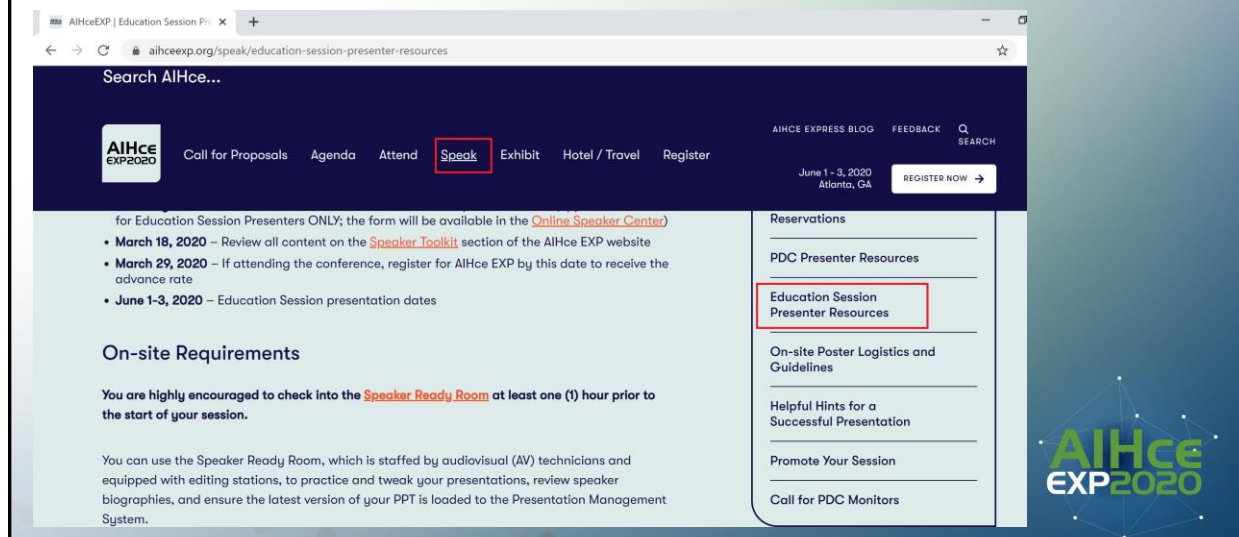 AIHceEXP | Education Session Pr
aihceexp.org/speak/education-session-presenter-resources
Search AIHce...
AIHCE EXPRESS BLOG FEEDBACK SEARCH
AIHce
EXP2020
Call for Proposals Agenda Attend Speak Exhibit Hotel / Travel Register
June 1 - 3, 2020
Atlanta, GA
REGISTER NOW →
for Education Session Presenters ONLY; the form will be available in the Online Speaker Center)
• March 18, 2020 – Review all content on the Speaker Toolkit section of the AIHce EXP website
• March 29, 2020 – If attending the conference, register for AIHce EXP by this date to receive the
advance rate
• June 1-3, 2020 – Education Session presentation dates
On-site Requirements
You are highly encouraged to check into the Speaker Ready Room at least one (1) hour prior to
the start of your session.
You can use the Speaker Ready Room, which is staffed by audiovisual (AV) technicians and
equipped with editing stations, to practice and tweak your presentations, review speaker
biographies, and ensure the latest version of your PPT is loaded to the Presentation Management
System.
Reservations
PDC Presenter Resources
Education Session
Presenter Resources
On-site Poster Logistics and
Guidelines
Helpful Hints for a
Successful Presentation
Promote Your Session
Call for PDC Monitors
AIHce
EXP2020